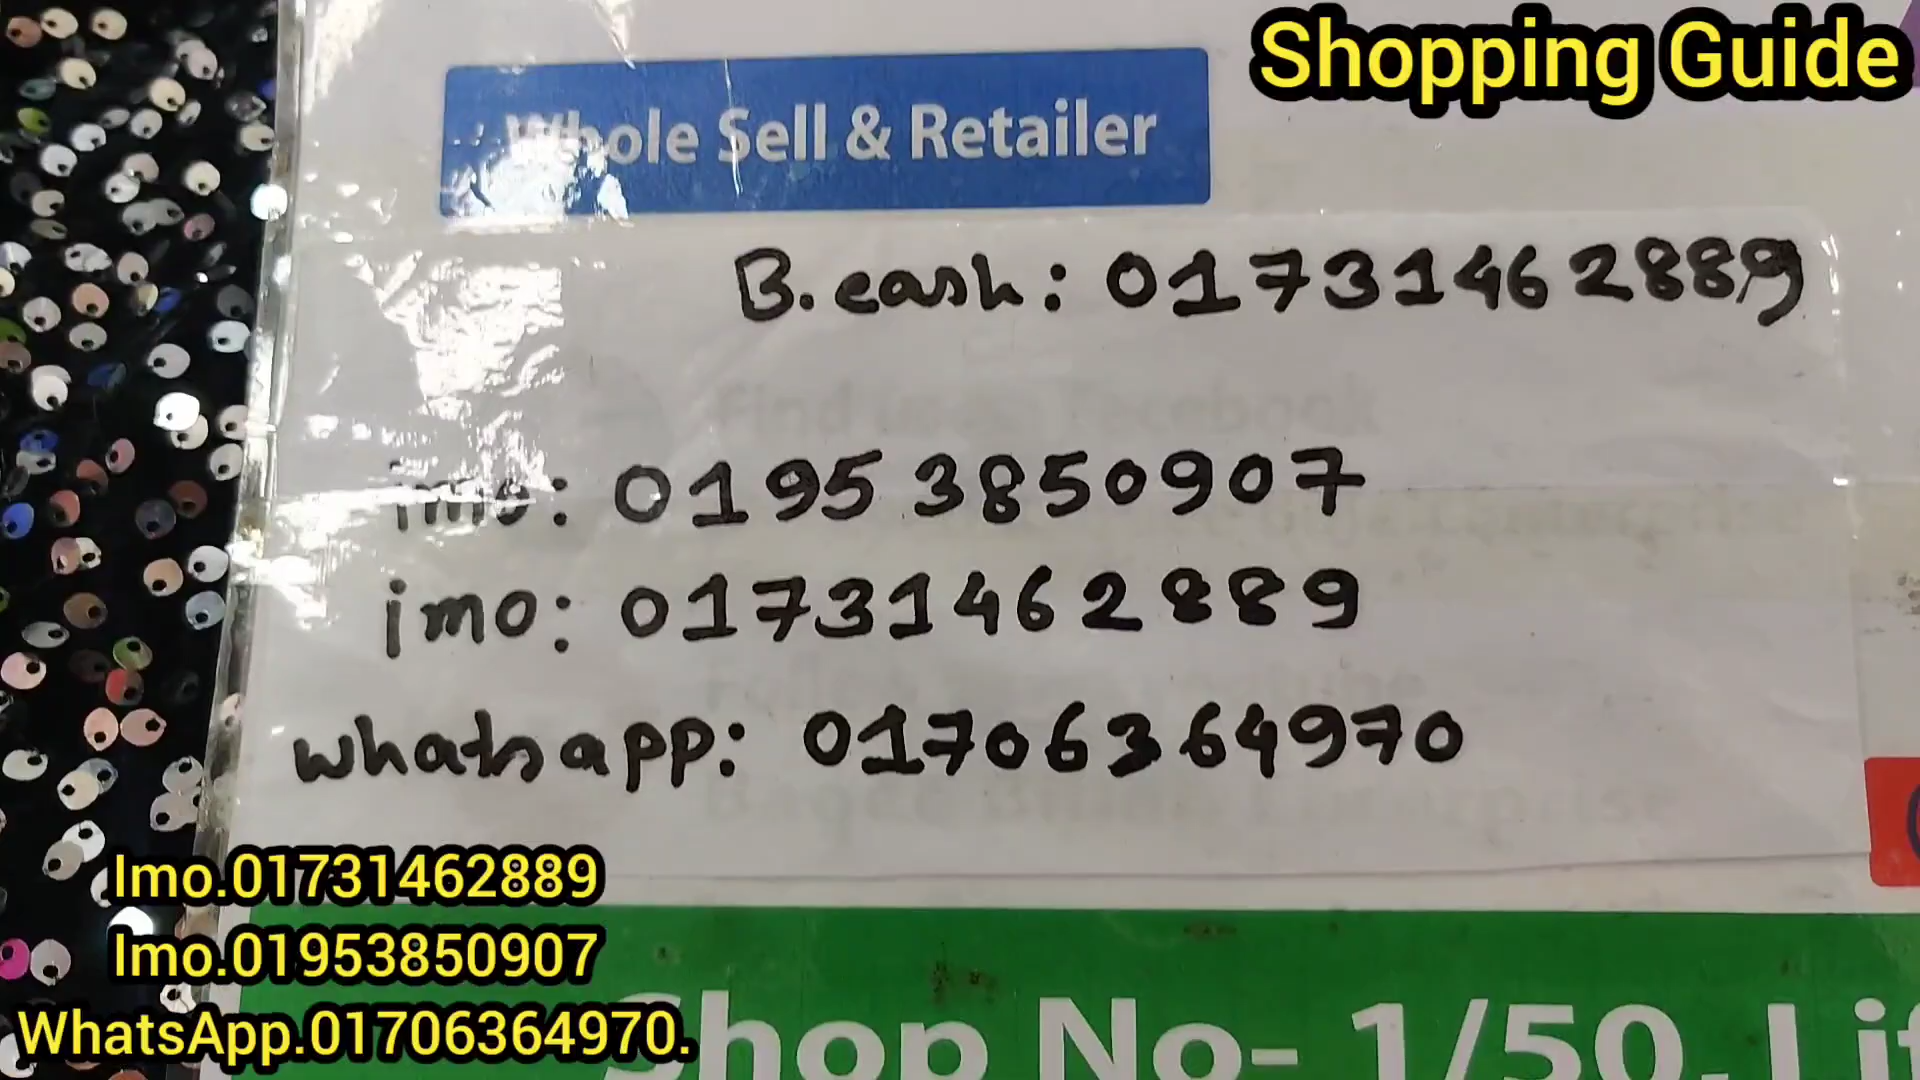 Shopping Guide
Whole Sell & Retailer
B.cash: 01731462889
imo: 01953850907
imo: 01731462889
whatsapp: 01706364970
Imo.01731462889
Imo.01953850907
WhatsApp.01706364970.
Shop No- 1/50, Lif